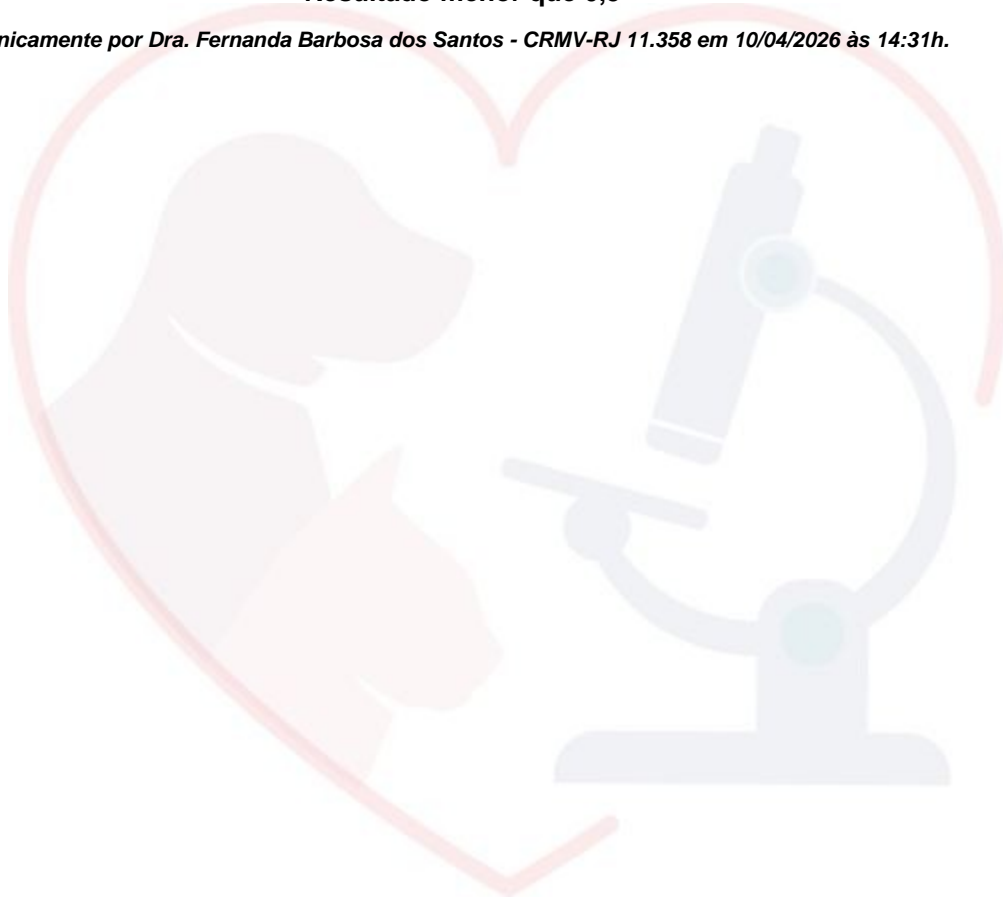 Resultado menor que
nicamente por Dra. Fernanda Barbosa dos Santos - CRMV-RJ 11.358 em 10/04/2026 às 14:31h.